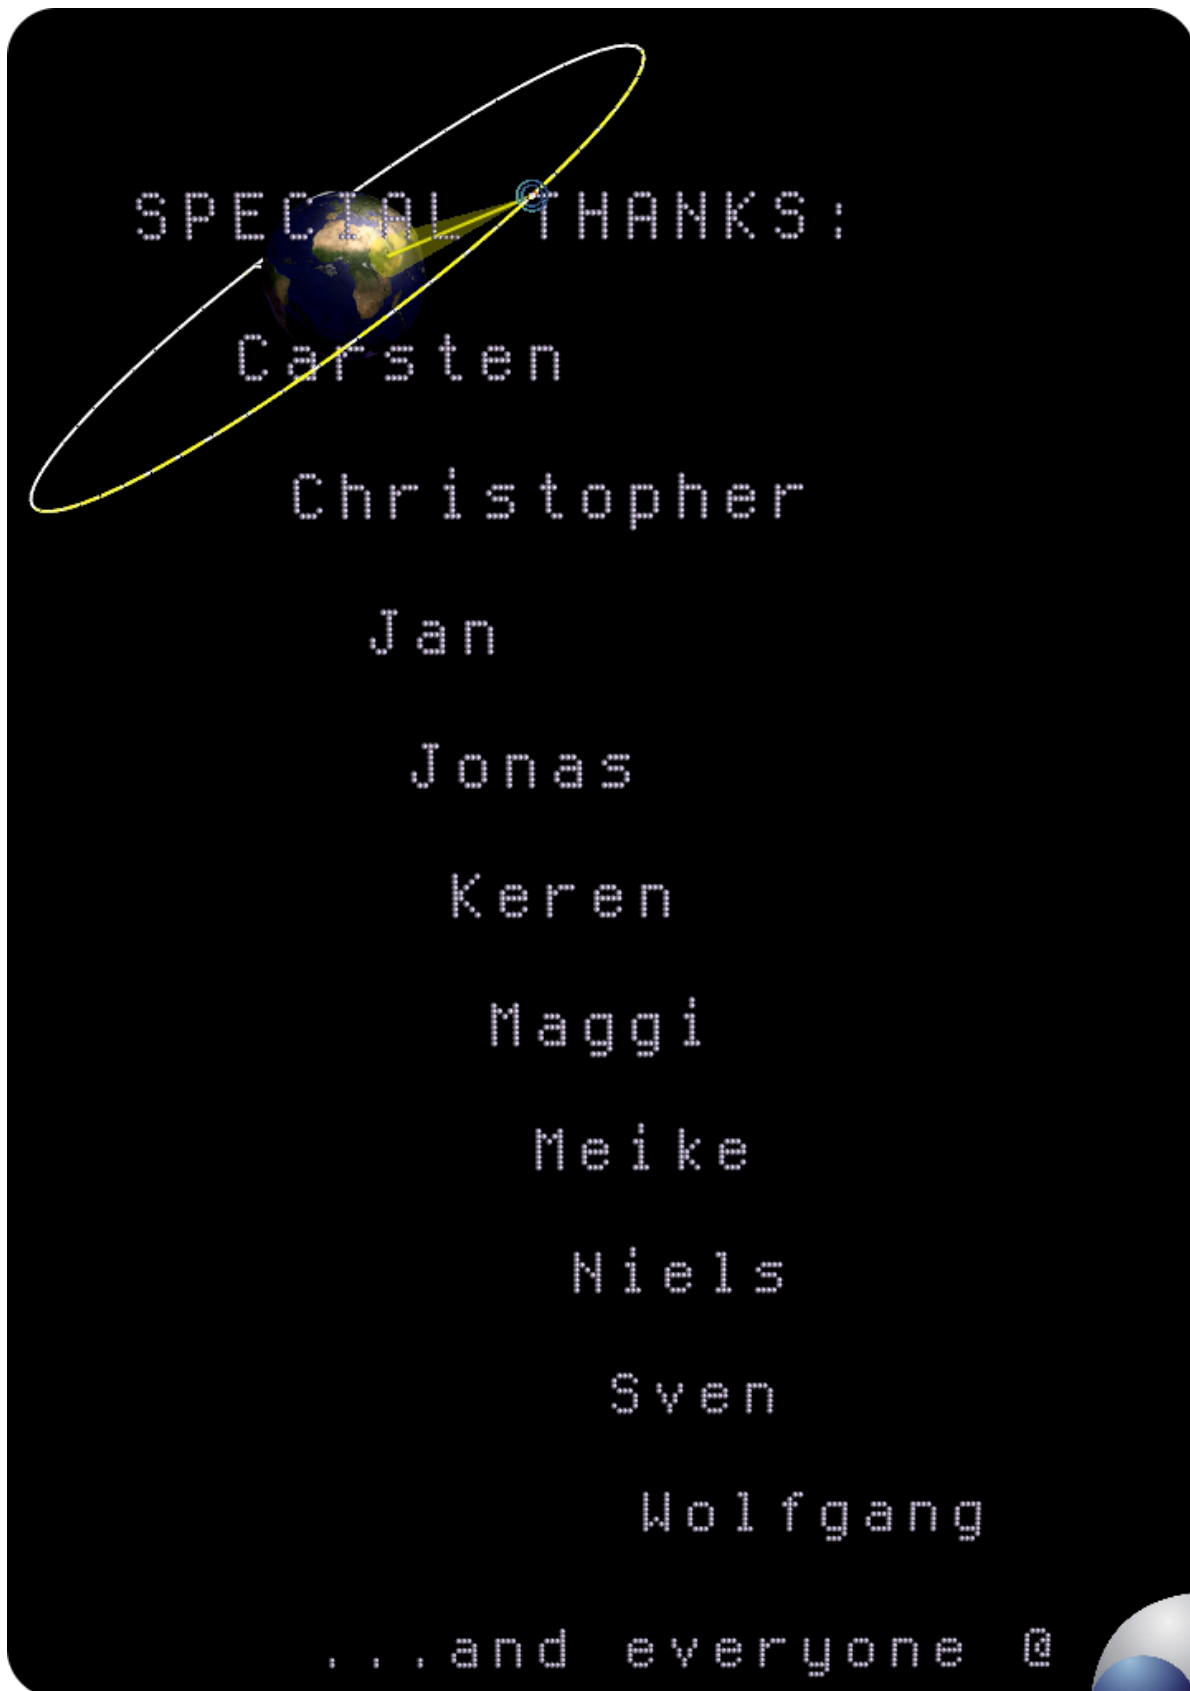 SPECIAL THANKS:
Carsten
Christopher
Jan
Jonas
Keren
Maggi
Meike
Niels
Sven
Wolfgang
...and everyone @